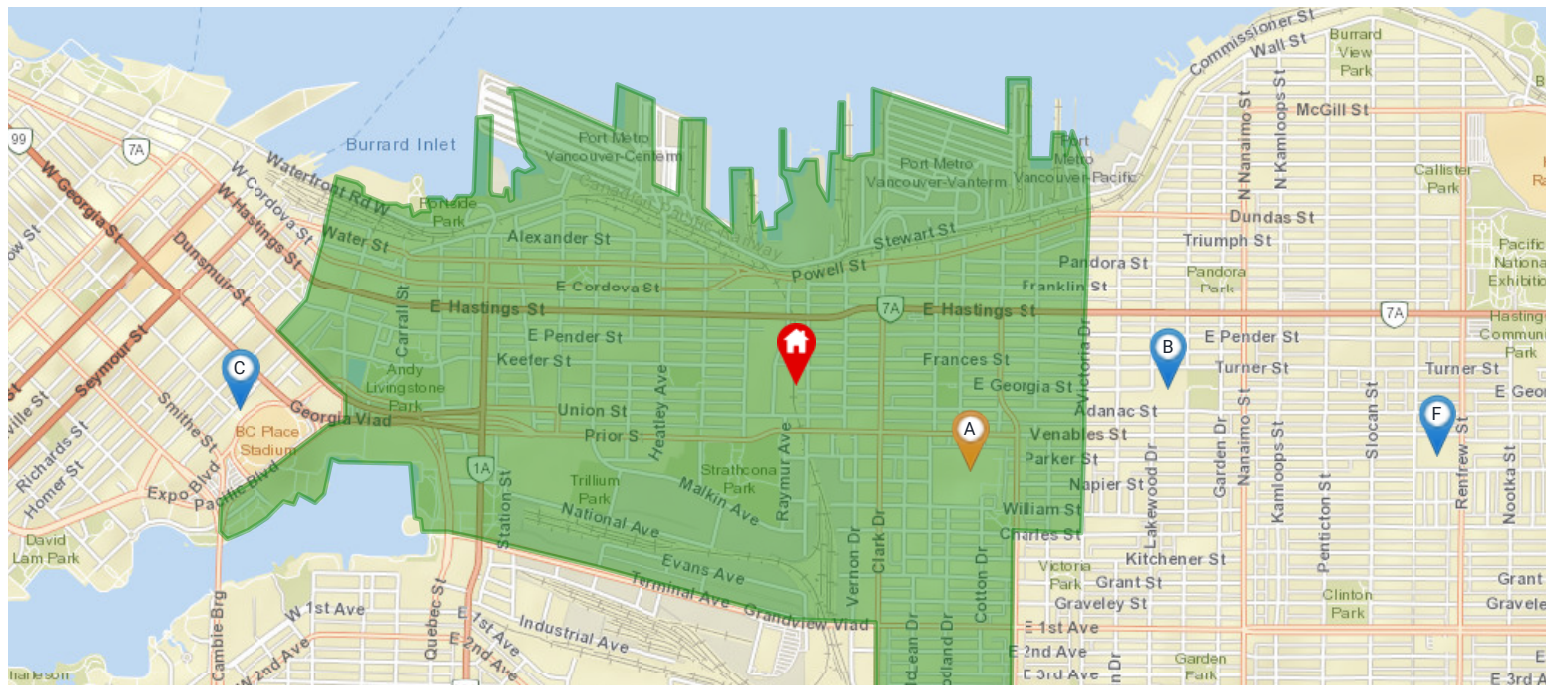 Commissioner St
Wall St
Burrard
View
Park
N Kamloops St
N Nanaimo St
McGill St
99
7A
Burrard Inlet
Port Metro
Vancouver-Centerm
Port Metro
Vancouver-Vanterm
Port
Metro
Vancouver-Pacific
Callister
Park
W Georgia St
W Cordova St
Waterfront Rd W
W Hastings St
Portside
Park
Canadian Pacific Railway
Dunsmuir St
Water St
Alexander St
Stewart St
Dundas St
Triumph St
Powell St
Pandora St
Pandora
Park
Franklin St
E Cordova St
E Hastings St
7A
E Hastings St
7A
Carrall St
E Pender St
Keefer St
Frances St
E Georgia St
Victoria Dr
B
E Pender St
Turner St
Turner St
Seymour St
C
Andy
Livingstone
Park
Smithe St
Georgia Viad
Union St
Prior S
Heatley Ave
A
Adanac St
Venables St
Parker St
Napier St
F
BC Place
Stadium
Richards St
Homer St
Expo Blvd
Pacific Blvd
1A
Station St
Trillium
Park
Strathcona
Park
Malkin Ave
Raymur Ave
National Ave
William St
Charles St
Lakewood Dr
Garden Dr
Nanaimo St
Kamloops St
Penticton St
Slocan St
Renfrew St
Nootka St
David
Lam Park
Evans Ave
Vernon Dr
Clark Dr
Cotton Dr
Kitchener St
Victoria
Park
Grant St
Graveley St
Clinton
Park
Grant
Terminal Ave
Grandview Viad
W 1st Ave
W 2nd Ave
Cambie Brg
Quebec St
E 1st Ave
E 2nd Ave
Industrial Ave
E 1st Ave
E 2nd Ave
E 3rd Ave
Garden
Park
E 3rd A